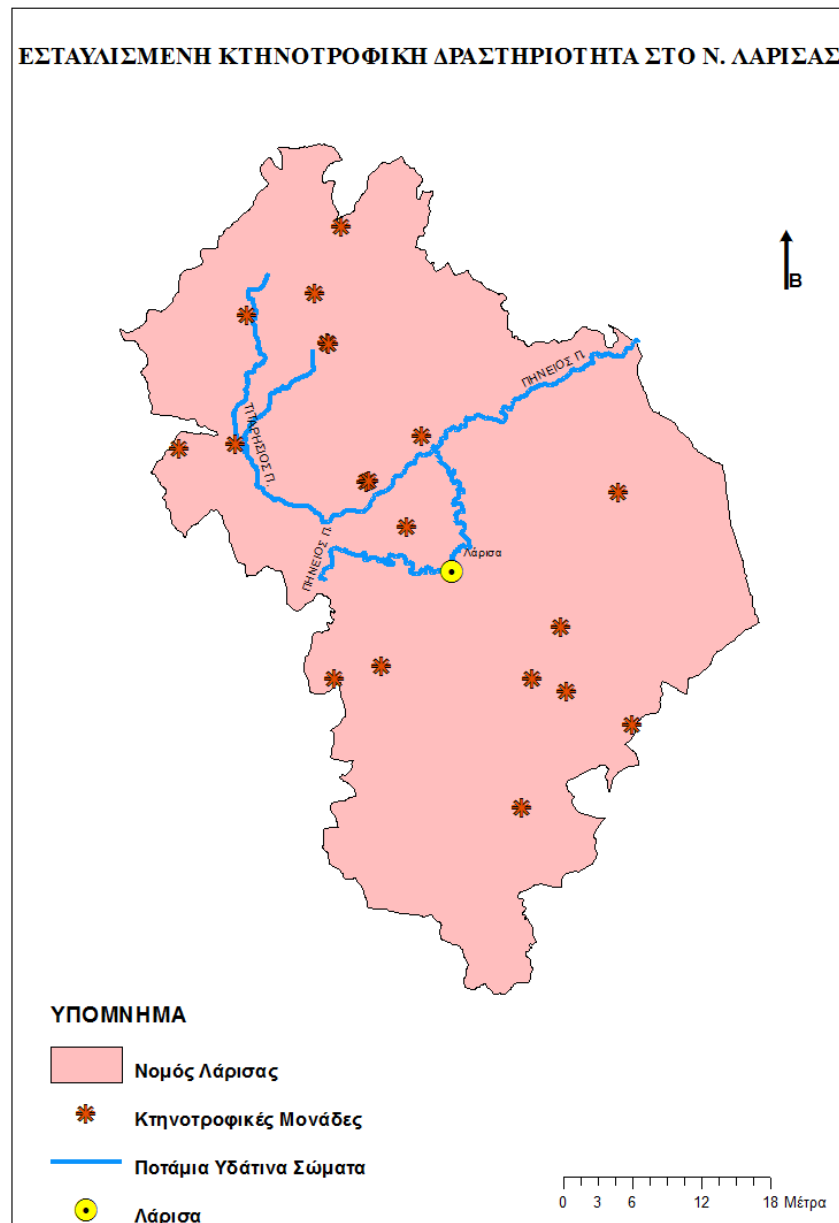 ΕΣΤΑΥΛΙΣΜΕΝΗ ΚΤΗΝΟΤΡΟΦΙΚΗ ΔΡΑΣΤΗΡΙΟΤΗΤΑ ΣΤΟ Ν. ΛΑΡΙΣΑΣ
Β
ΠΗΝΕΙΟΣ Π.
ΤΙΤΑΡΗΣΙΟΣ Π.
ΠΗΝΕΙΟΣ Π.
Λάρισα
ΥΠΟΜΝΗΜΑ
Νομός Λάρισας
Κτηνοτροφικές Μονάδες
Ποτάμια Υδάτινα Σώματα
Λάρισα
0 3 6 12 18 Μέτρα